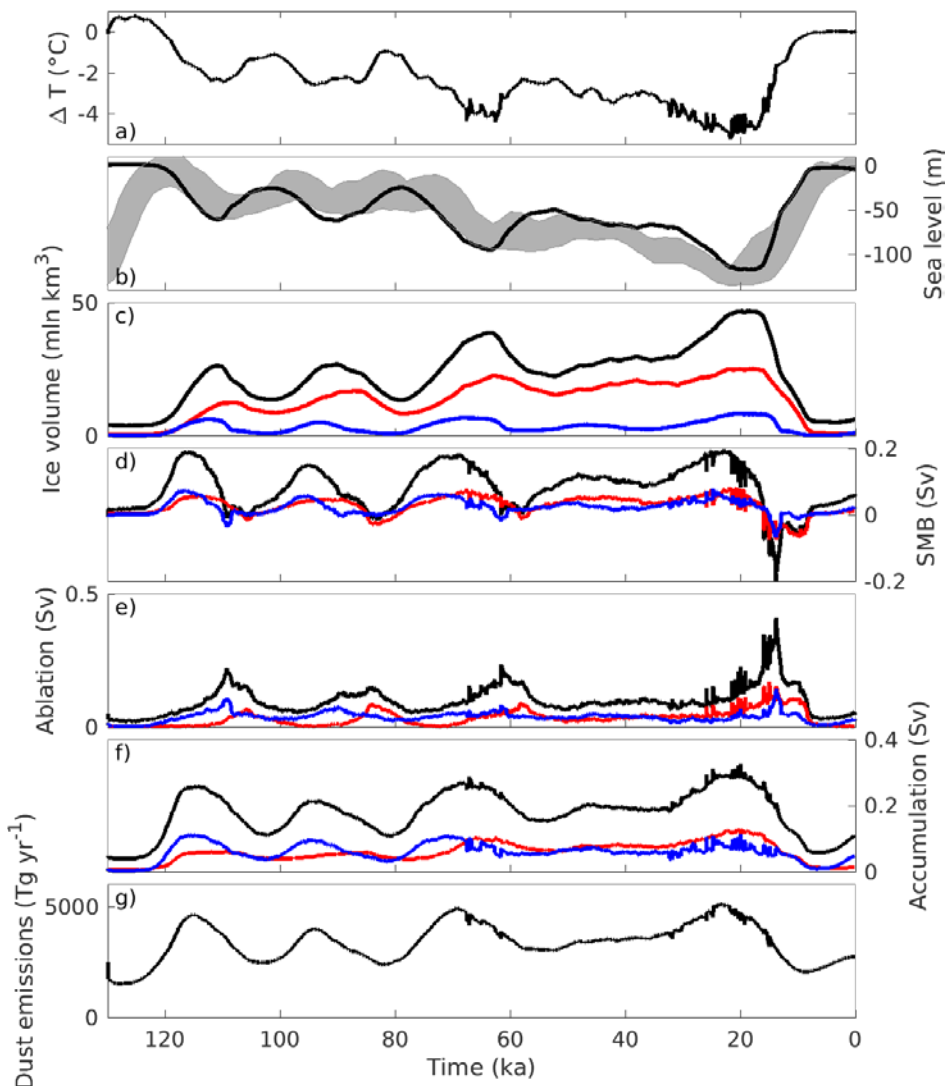 0
-2
-4
Δ T (°C)
a)
0
-50
-100
Sea level (m)
b)
50
0
Ice volume (mln km³)
c)
0.2
0
-0.2
SMB (Sv)
d)
0.5
0
Ablation (Sv)
e)
0.4
0.2
0
Accumulation (Sv)
f)
5000
0
Dust emissions (Tg yr⁻¹)
g)
120 100 80 60 40 20 0
Time (ka)